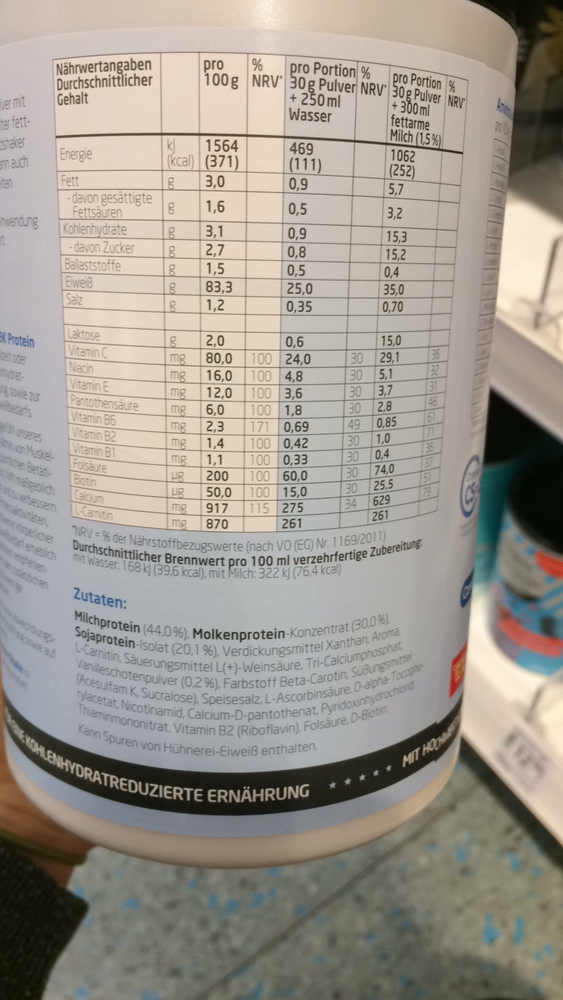 Nährwertangaben Durchschnittlicher Gehalt | | pro 100 g | % NRV* | pro Portion 30 g Pulver + 250 ml Wasser | % NRV* | pro Portion 30 g Pulver + 300 ml fettarme Milch (1,5 %) | % NRV*
Energie kJ (kcal) 1564 (371) 469 (111) 1062 (252)
Fett g 3,0 0,9 5,7
- davon gesättigte Fettsäuren g 1,6 0,5 3,2
Kohlenhydrate g 3,1 0,9 15,3
- davon Zucker g 2,7 0,8 15,2
Ballaststoffe g 1,5 0,5 0,4
Eiweiß g 83,3 25,0 35,0
Salz g 1,2 0,35 0,70
Laktose g 2,0 0,6 15,0
Vitamin C mg 80,0 100 24,0 30 29,1 36
Niacin mg 16,0 100 4,8 30 5,1 32
Vitamin E mg 12,0 100 3,6 30 3,7 31
Pantothensäure mg 6,0 100 1,8 30 2,8
Vitamin B6 mg 2,3 171 0,69 49 0,85 61
Vitamin B2 mg 1,4 100 0,42 30 1,0
Vitamin B1 mg 1,1 100 0,33 30 0,4
Folsäure µg 200 100 60,0 30 74,0
Biotin µg 50,0 100 15,0 30 25,5
Calcium mg 917 115 275 34 629 79
L-Carnitin mg 870 261 261
*NRV = % der Nährstoffbezugswerte (nach VO (EG) Nr. 1169/2011)
Durchschnittlicher Brennwert pro 100 ml verzehrfertige Zubereitung:
mit Wasser: 168 kJ (39,6 kcal), mit Milch: 322 kJ (76,4 kcal)
Zutaten:
Milchprotein (44,0 %), Molkenprotein-Konzentrat (30,0 %),
Sojaprotein-Isolat (20,1 %), Verdickungsmittel Xanthan, Aroma,
L-Carnitin, Säuerungsmittel L(+)-Weinsäure, Tri-Calciumphosphat,
Vanilleschotenpulver (0,2 %), Farbstoff Beta-Carotin, Süßungsmittel
(Acesulfam K, Sucralose), Speisesalz, L-Ascorbinsäure, D-alpha-Tocophe-
rylacetat, Nicotinamid, Calcium-D-pantothenat, Pyridoxinhydrochlorid,
Thiaminmononitrat, Vitamin B2 (Riboflavin), Folsäure, D-Biotin
Kann Spuren von Hühnerei-Eiweiß enthalten.
EINE KOHLENHYDRATREDUZIERTE ERNÄHRUNG ★ ★ ★ ★ ★ MIT